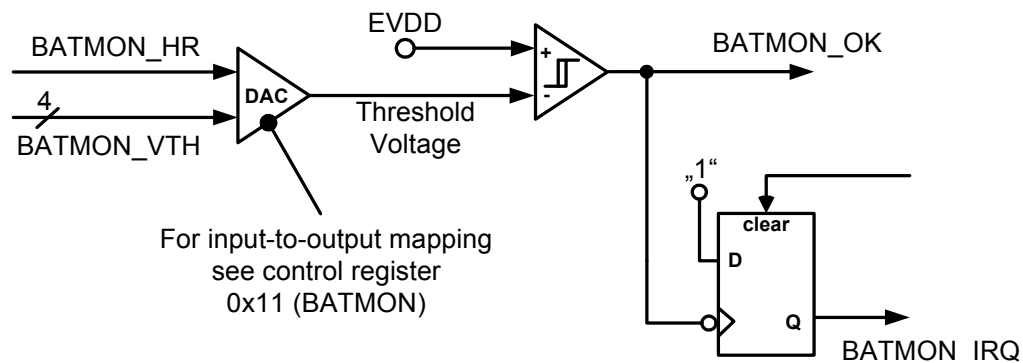 EVDD
BATMON_HR
BATMON_OK
+
DAC
-
4
Threshold
Voltage
BATMON_VTH
„1“
clear
For input-to-output mapping
see control register
0x11 (BATMON)
D
Q
BATMON_IRQ